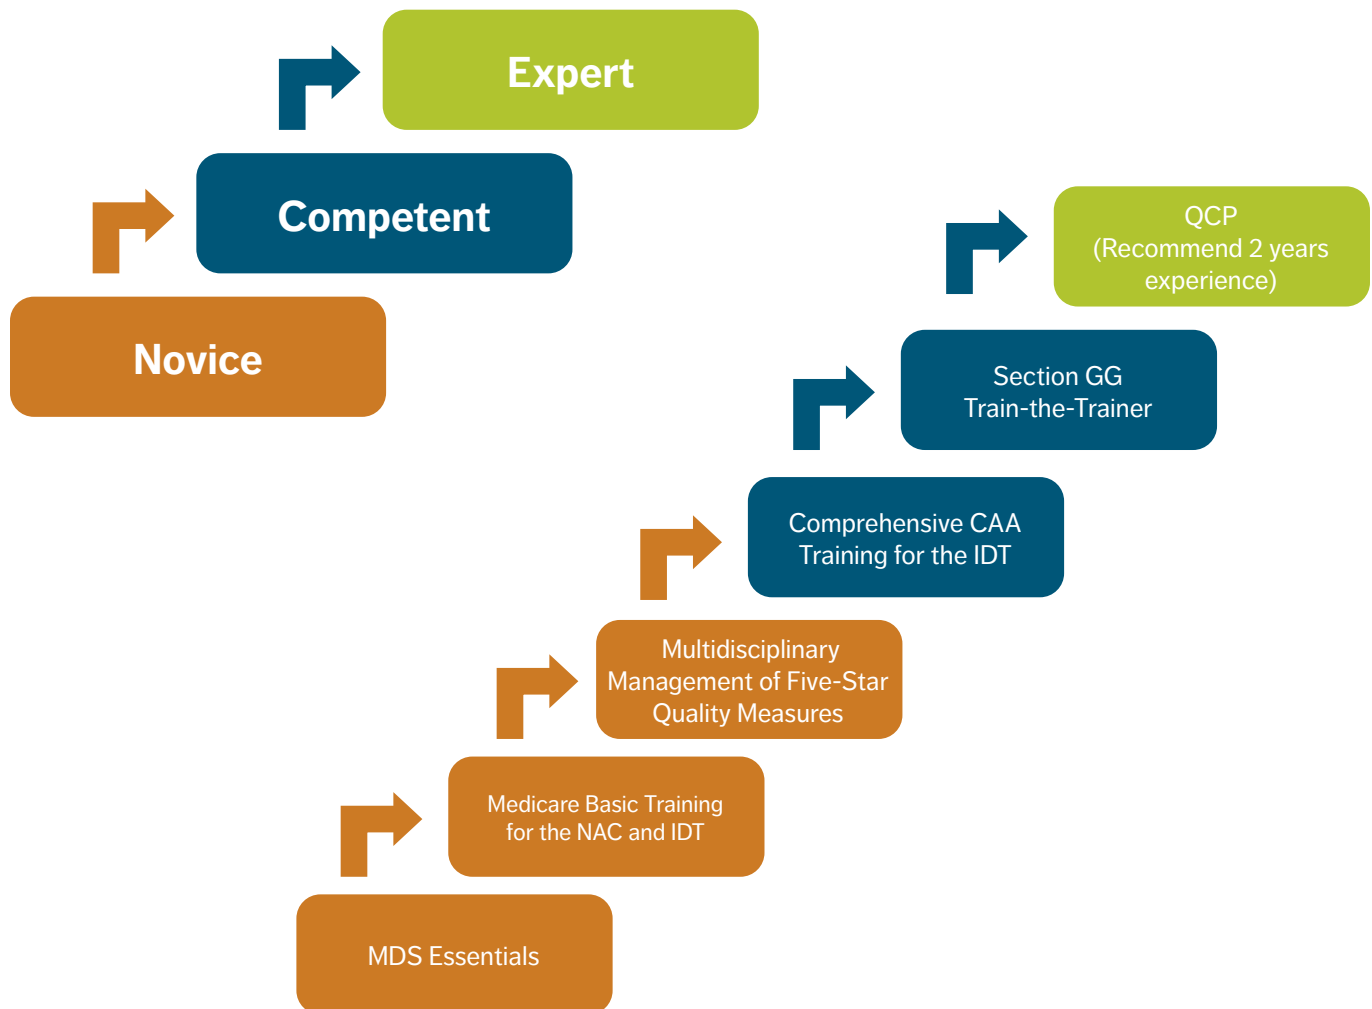 Expert
Competent
Novice
QCP
(Recommend 2 years
experience)
Section GG
Train-the-Trainer
Comprehensive CAA
Training for the IDT
Multidisciplinary
Management of Five-Star
Quality Measures
Medicare Basic Training
for the NAC and IDT
MDS Essentials